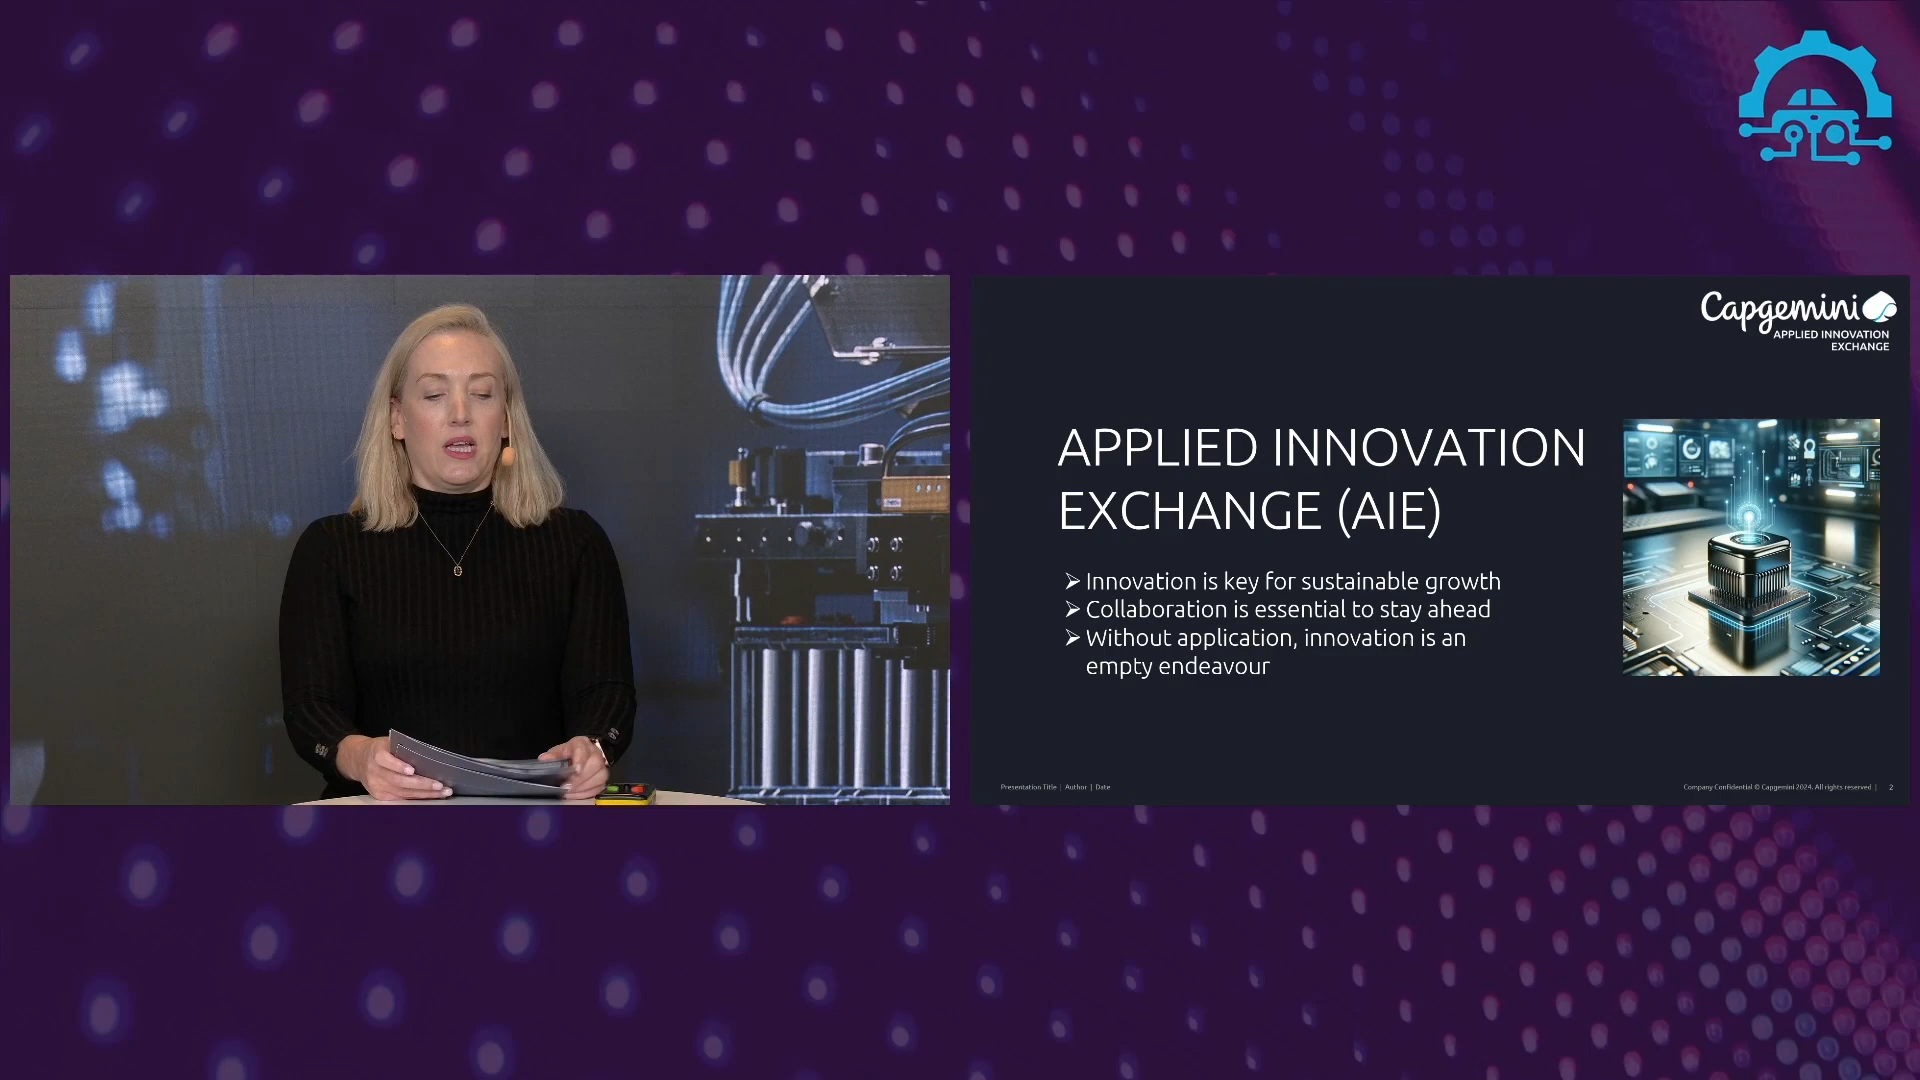 Capgemini
APPLIED INNOVATION
EXCHANGE
APPLIED INNOVATION
EXCHANGE (AIE)
➢ Innovation is key for sustainable growth
➢ Collaboration is essential to stay ahead
➢ Without application, innovation is an
empty endeavour
Presentation Title | Author | Date
Company Confidential © Capgemini 2024. All rights reserved | 2